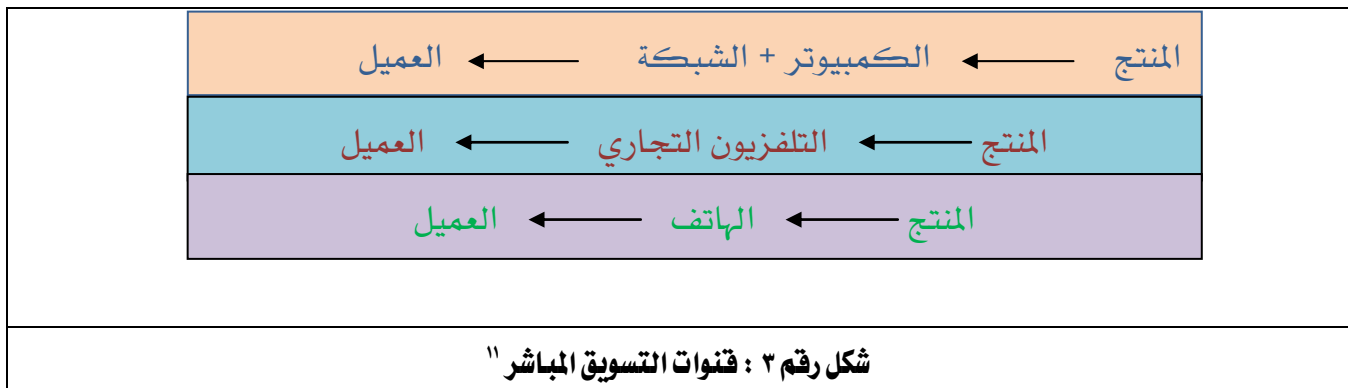 المنتج ← الكمبيوتر + الشبكة ← العميل
المنتج ← التلفزيون التجاري ← العميل
المنتج ← الهاتف ← العميل
شكل رقم ٣ : قنوات التسويق المباشر ١١